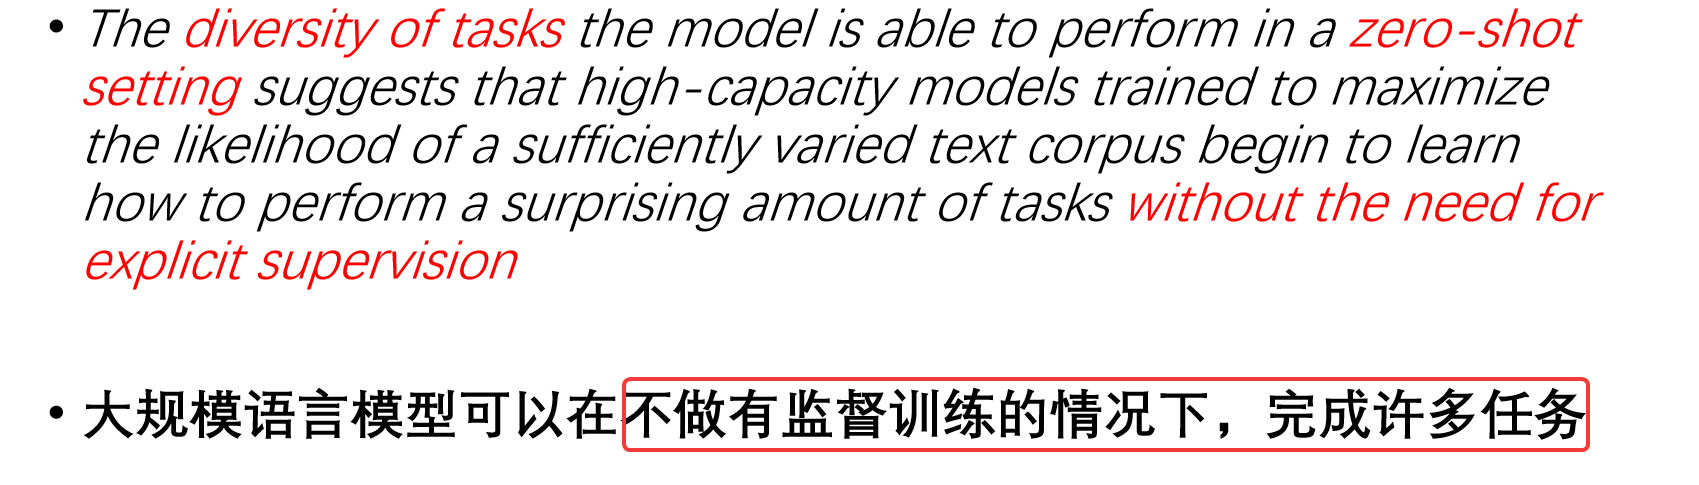 • The diversity of tasks the model is able to perform in a zero-shot
setting suggests that high-capacity models trained to maximize
the likelihood of a sufficiently varied text corpus begin to learn
how to perform a surprising amount of tasks without the need for
explicit supervision
• 大规模语言模型可以在不做有监督训练的情况下，完成许多任务